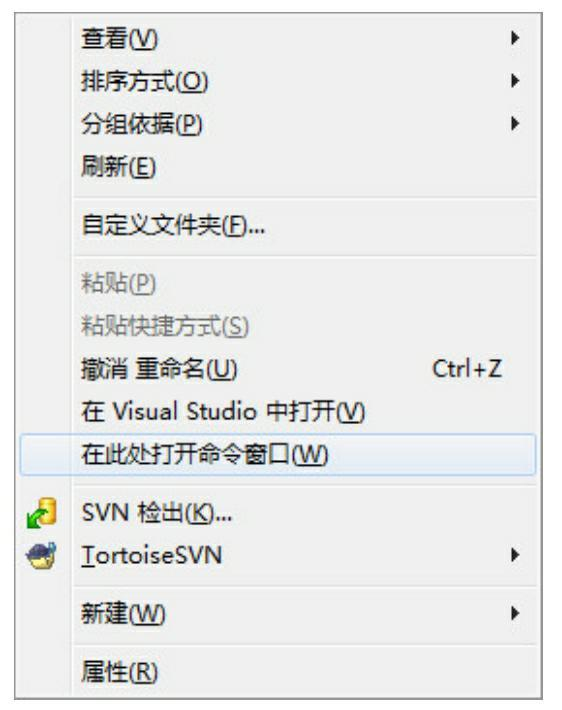 查看(V)
排序方式(O)
分组依据(P)
刷新(E)
自定义文件夹(F)...
粘贴(P)
粘贴快捷方式(S)
撤消 重命名(U) Ctrl+Z
在 Visual Studio 中打开(V)
在此处打开命令窗口(W)
SVN 检出(K)...
TortoiseSVN
新建(W)
属性(R)